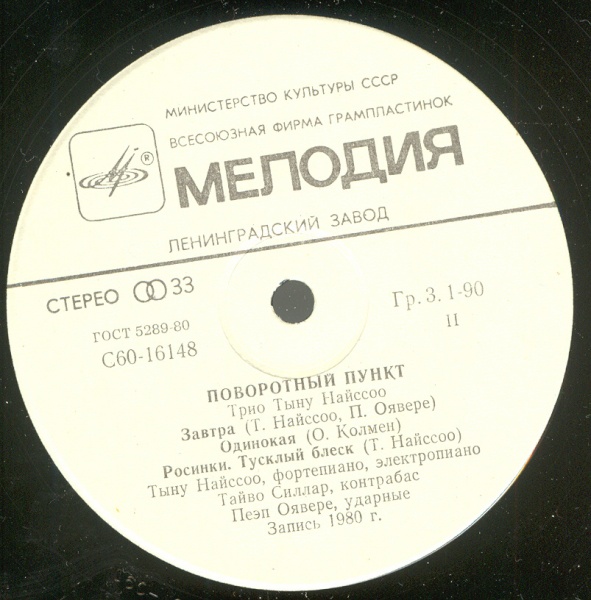 МИНИСТЕРСТВО КУЛЬТУРЫ СССР
ВСЕСОЮЗНАЯ ФИРМА ГРАМПЛАСТИНОК
®
МЕЛОДИЯ
ЛЕНИНГРАДСКИЙ ЗАВОД
СТЕРЕО 33
Гр. 3. 1-90
ГОСТ 5289-80
II
С60-16148
ПОВОРОТНЫЙ ПУНКТ
Трио Тыну Найссоо
Завтра (Т. Найссоо, П. Оявере)
Одинокая (О. Колмен)
Росинки. Тусклый блеск (Т. Найссоо)
Тыну Найссоо, фортепиано, электропиано
Тайво Силлар, контрабас
Пеэп Оявере, ударные
Запись 1980 г.